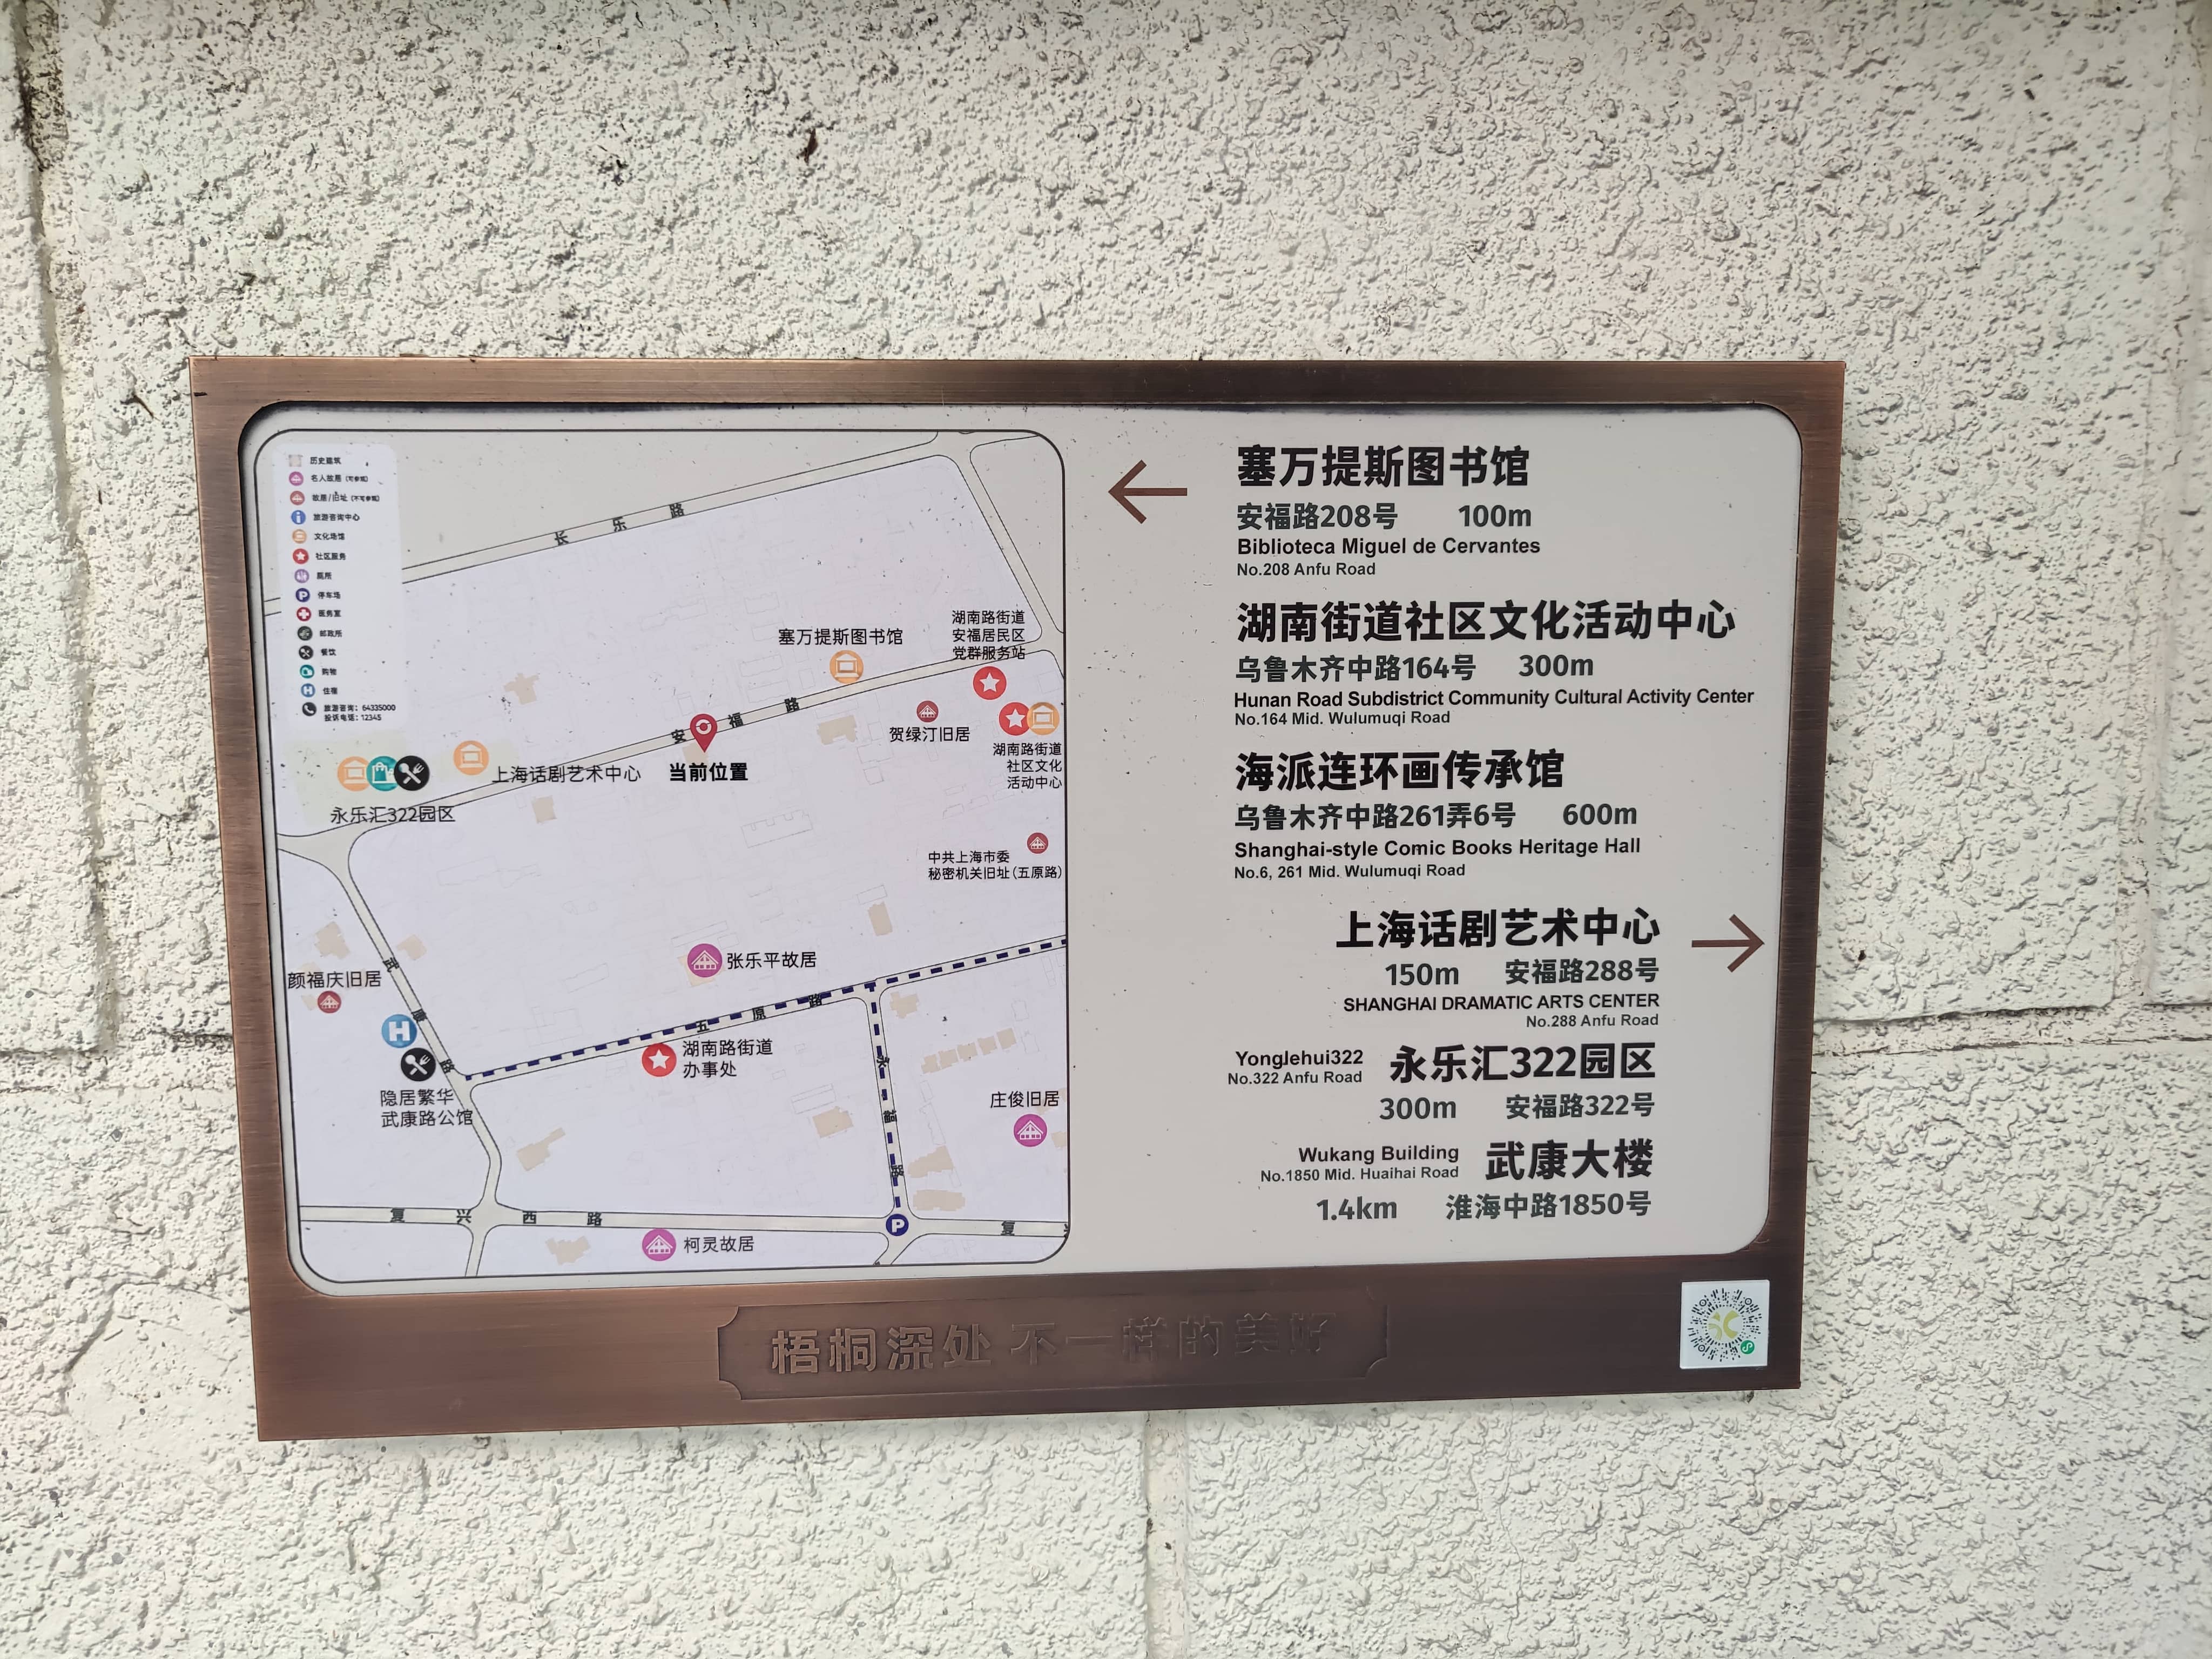 历史建筑
名人故居 (可参观)
故居/旧址 (不可参观)
旅游咨询中心
文化场馆
社区服务
厕所
停车场
医务室
邮政所
餐饮
购物
住宿
旅游咨询: 64335000
投诉电话: 12345
长乐路
塞万提斯图书馆
湖南路街道
安福居民区
党群服务站
安福路
当前位置
贺绿汀旧居
湖南路街道
社区文化
活动中心
上海话剧艺术中心
永乐汇322园区
中共上海市委
秘密机关旧址(五原路)
张乐平故居
颜福庆旧居
武康路
H
隐居繁华
武康路公馆
五原路
湖南路街道
办事处
永福路
庄俊旧居
复兴西路
P
复
柯灵故居
塞万提斯图书馆
安福路208号 100m
Biblioteca Miguel de Cervantes
No.208 Anfu Road
湖南街道社区文化活动中心
乌鲁木齐中路164号 300m
Hunan Road Subdistrict Community Cultural Activity Center
No.164 Mid. Wulumuqi Road
海派连环画传承馆
乌鲁木齐中路261弄6号 600m
Shanghai-style Comic Books Heritage Hall
No.6, 261 Mid. Wulumuqi Road
上海话剧艺术中心
150m 安福路288号
SHANGHAI DRAMATIC ARTS CENTER
No.288 Anfu Road
Yonglehui322 永乐汇322园区
No.322 Anfu Road
300m 安福路322号
Wukang Building 武康大楼
No.1850 Mid. Huaihai Road
1.4km 淮海中路1850号
梧桐深处 不一样的美好